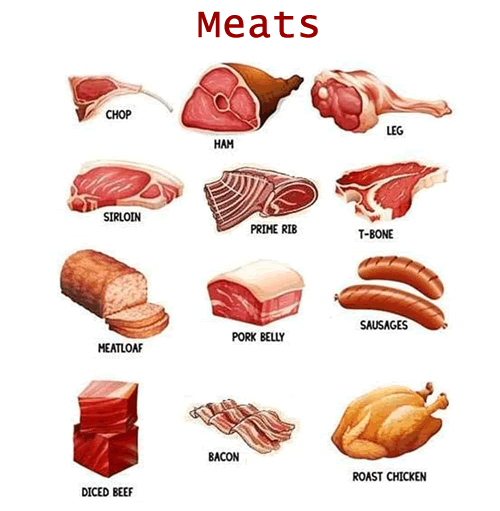 Meats
CHOP
HAM
LEG
SIRLOIN
PRIME RIB
T-BONE
MEATLOAF
PORK BELLY
SAUSAGES
DICED BEEF
BACON
ROAST CHICKEN